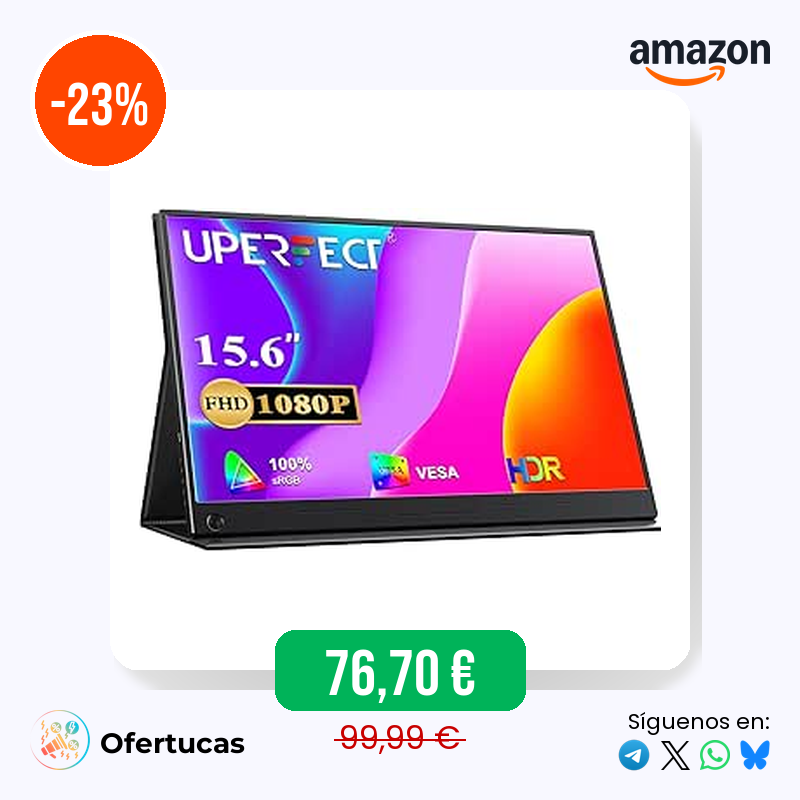 -23%
amazon
UPERFECT®
15.6"
FHD 1080P
100%
sRGB
VESA
HDR
76,70 €
99,99 €
Ofertucas
Síguenos en: